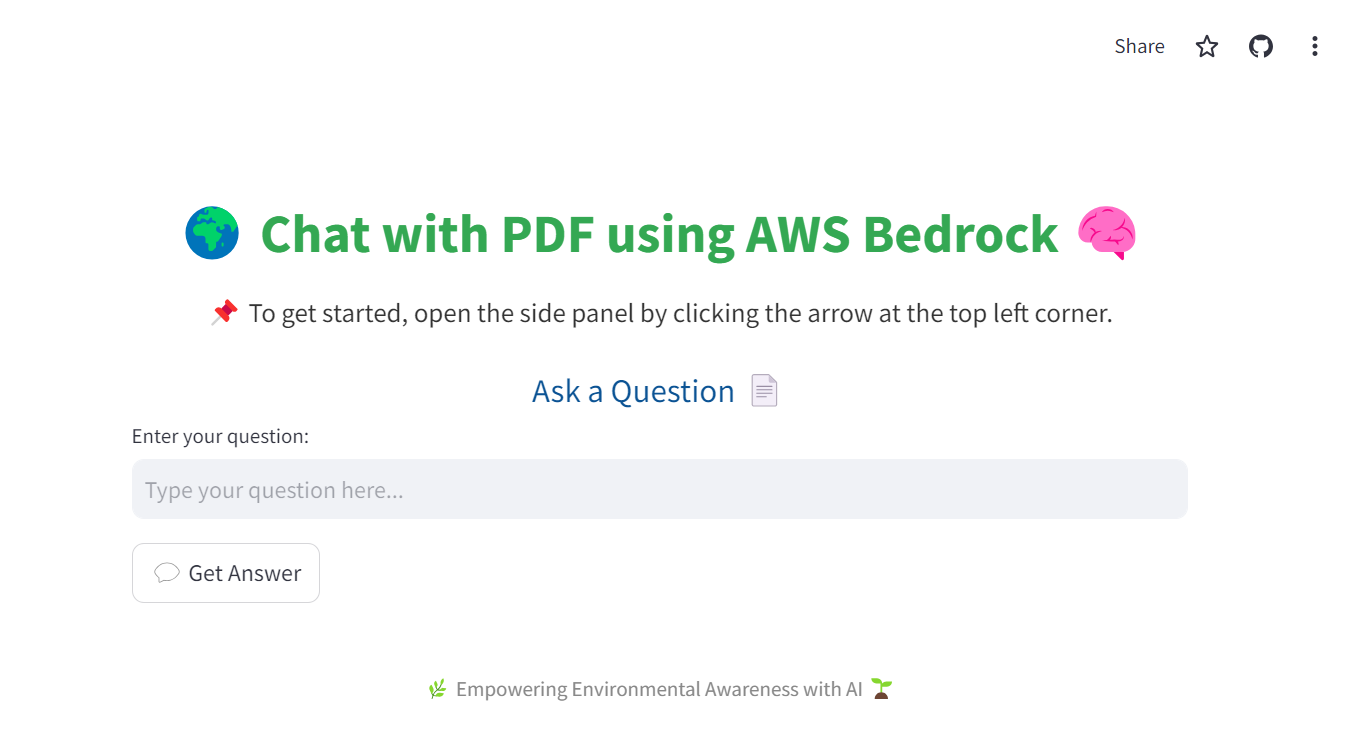 Share
🌍 Chat with PDF using AWS Bedrock 🧠
📌 To get started, open the side panel by clicking the arrow at the top left corner.
Ask a Question 📄
Enter your question:
Type your question here...
💬 Get Answer
🌿 Empowering Environmental Awareness with AI 🌱